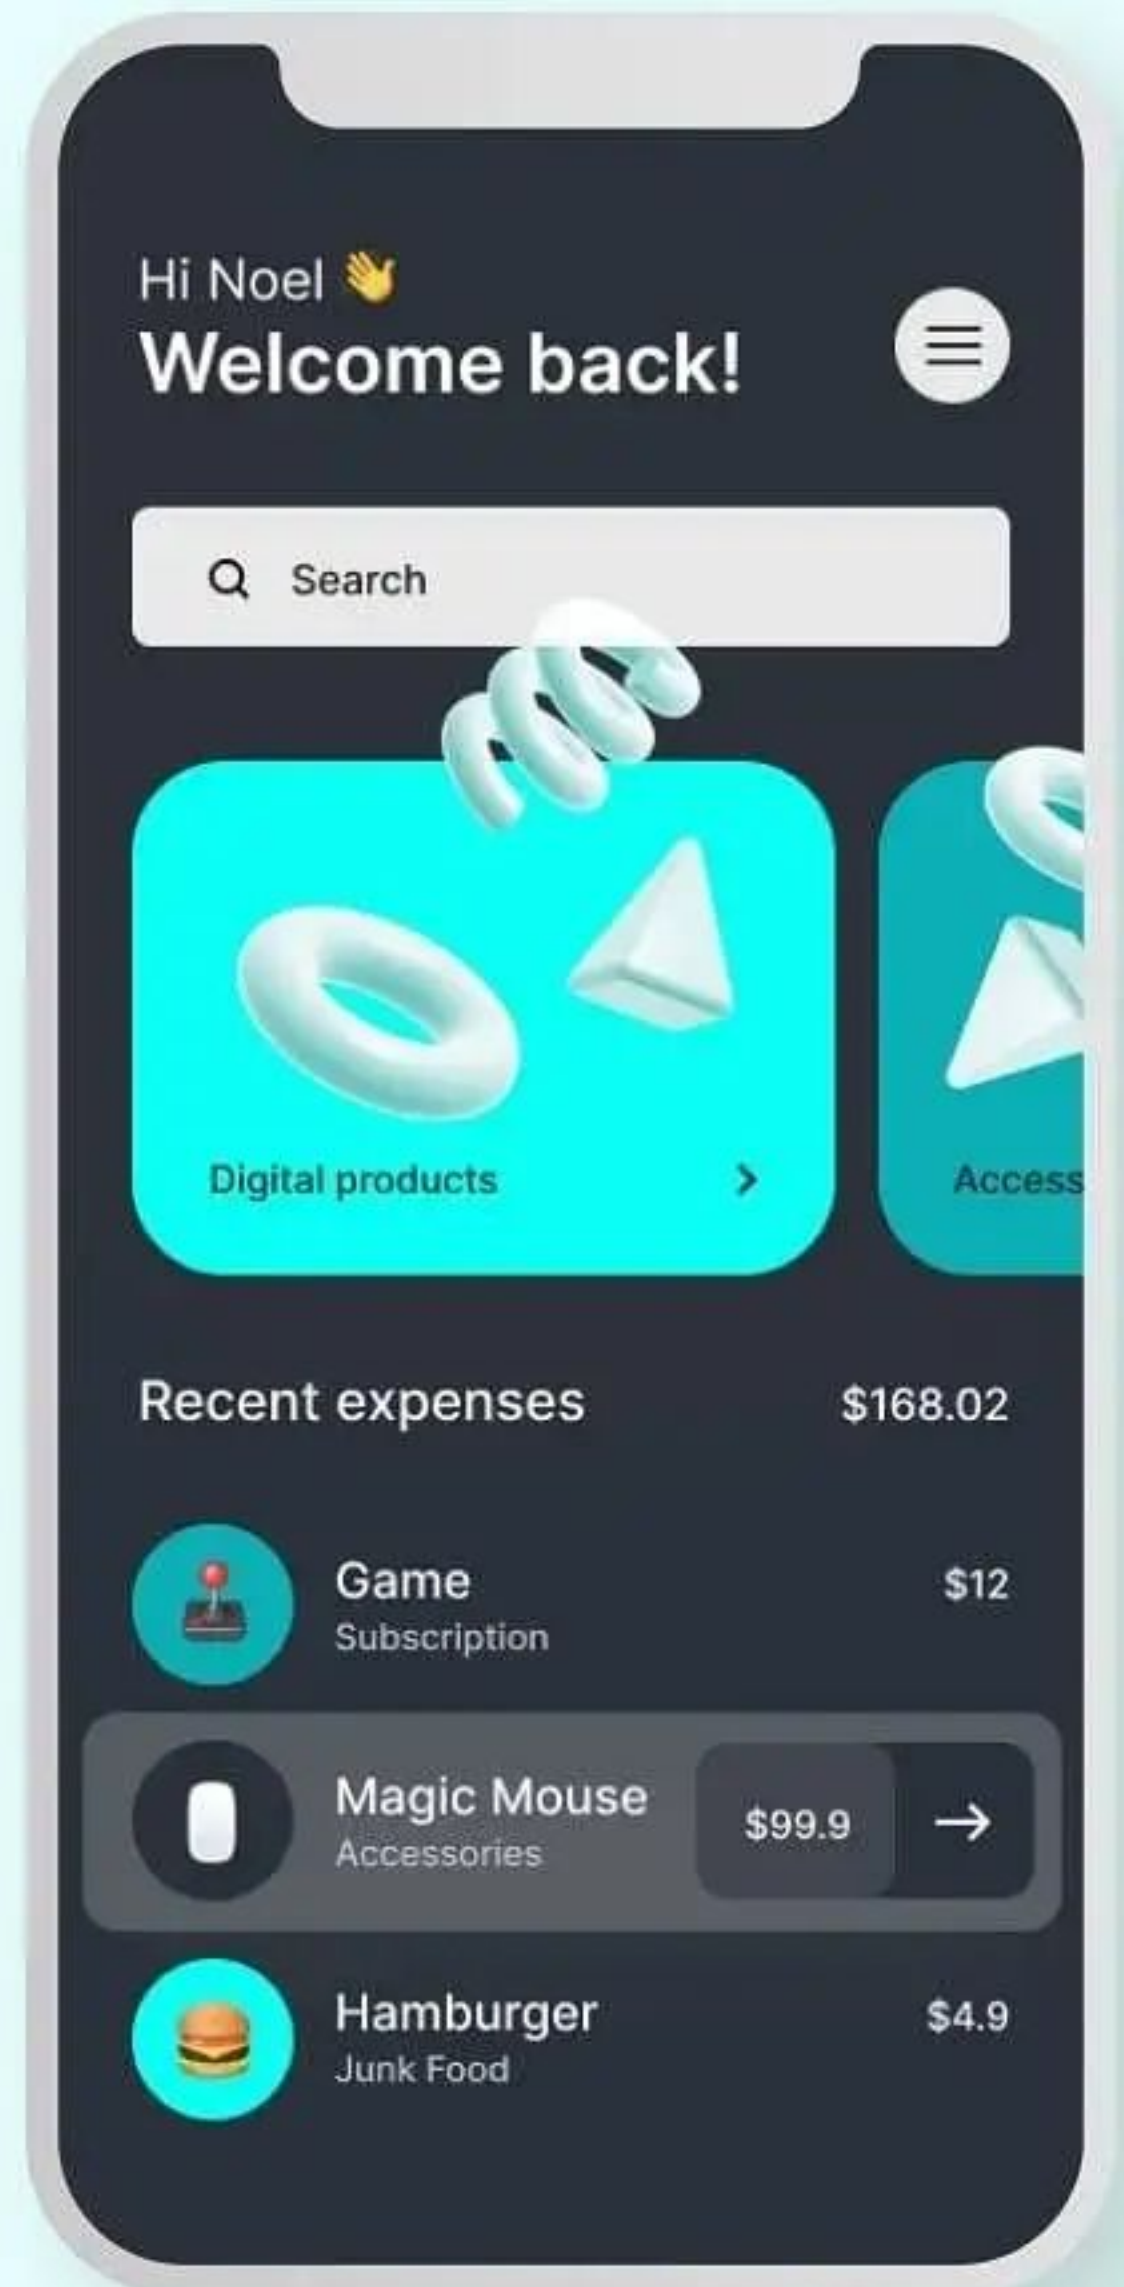 Hi Noel 👋
Welcome back!
Search
Digital products
Access
Recent expenses
$168.02
Game
$12
Subscription
Magic Mouse
$99.9
Accessories
Hamburger
$4.9
Junk Food